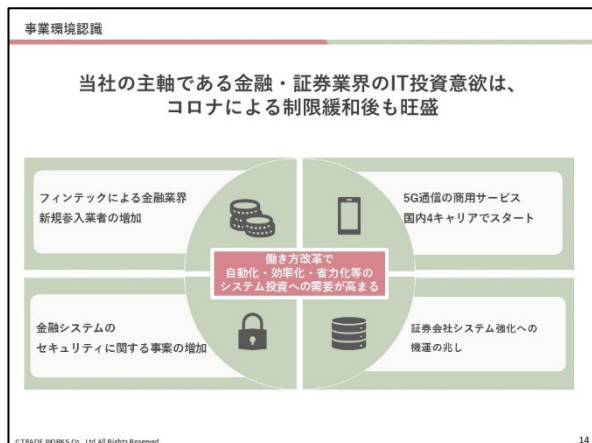 事業環境認識
当社の主軸である金融・証券業界のIT投資意欲は、
コロナによる制限緩和後も旺盛
フィンテックによる金融業界
新規参入業者の増加
5G通信の商用サービス
国内4キャリアでスタート
働き方改革で
自動化・効率化・省力化等の
システム投資への需要が高まる
金融システムの
セキュリティに関する事案の増加
証券会社システム強化への
機運の兆し
©TRADE WORKS Co., Ltd All Rights Reserved
14